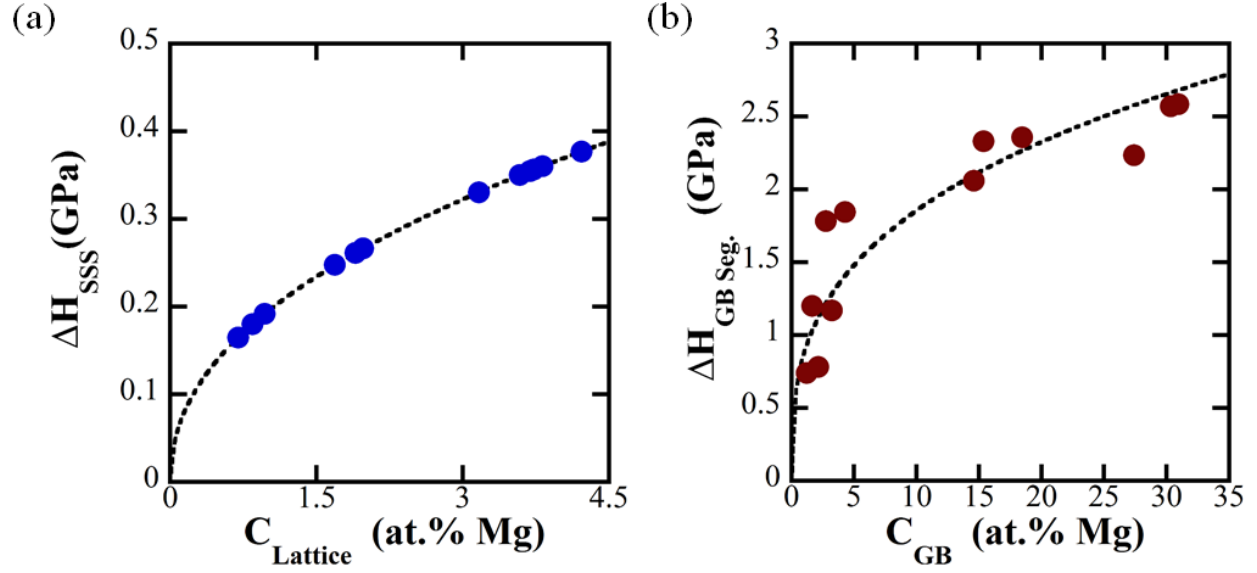 (a)
0.5
0.4
0.3
0.2
0.1
0
ΔH_SSS (GPa)
0 1.5 3 4.5
C_Lattice (at.% Mg)
(b)
3
2.5
2
1.5
1
0.5
0
ΔH_GB Seg. (GPa)
0 5 10 15 20 25 30 35
C_GB (at.% Mg)